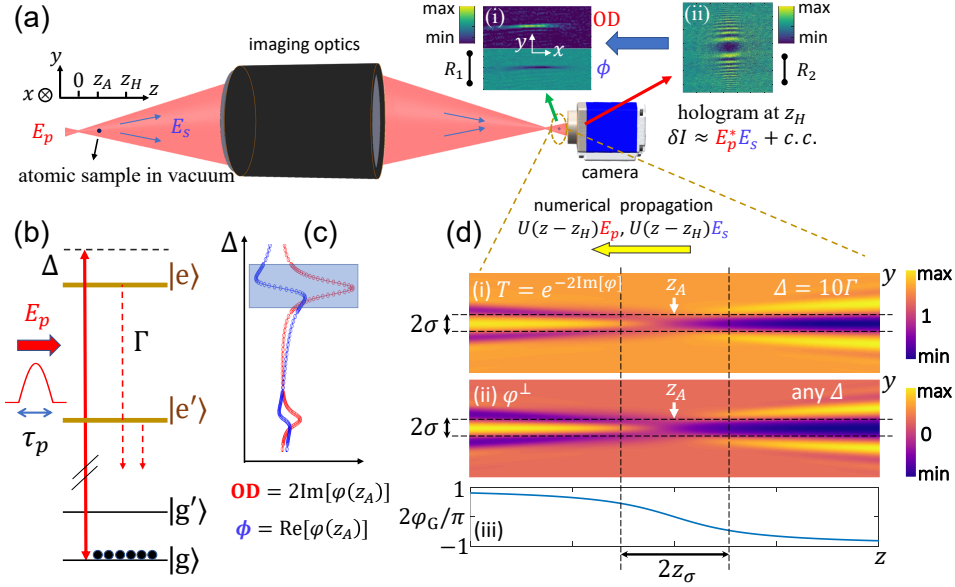 (a)
y
0 z_A z_H
z
x ⊗
E_p
E_s
atomic sample in vacuum
imaging optics
max
min
(i)
y
x
OD
ϕ
R_1
(ii)
max
min
R_2
hologram at z_H
δI ≈ E_p^*E_s + c.c.
camera
(b)
Δ
|e⟩
E_p
Γ
|e′⟩
τ_p
|g′⟩
|g⟩
(c)
Δ
OD = 2Im[φ(z_A)]
ϕ = Re[φ(z_A)]
(d)
numerical propagation
U(z − z_H)E_p, U(z − z_H)E_s
(i) T = e^{−2Im[φ]}
z_A
Δ = 10Γ
y
2σ
max
1
min
(ii) φ^⊥
z_A
any Δ
y
2σ
max
0
min
1
2φ_G/π
−1
(iii)
z
2z_σ